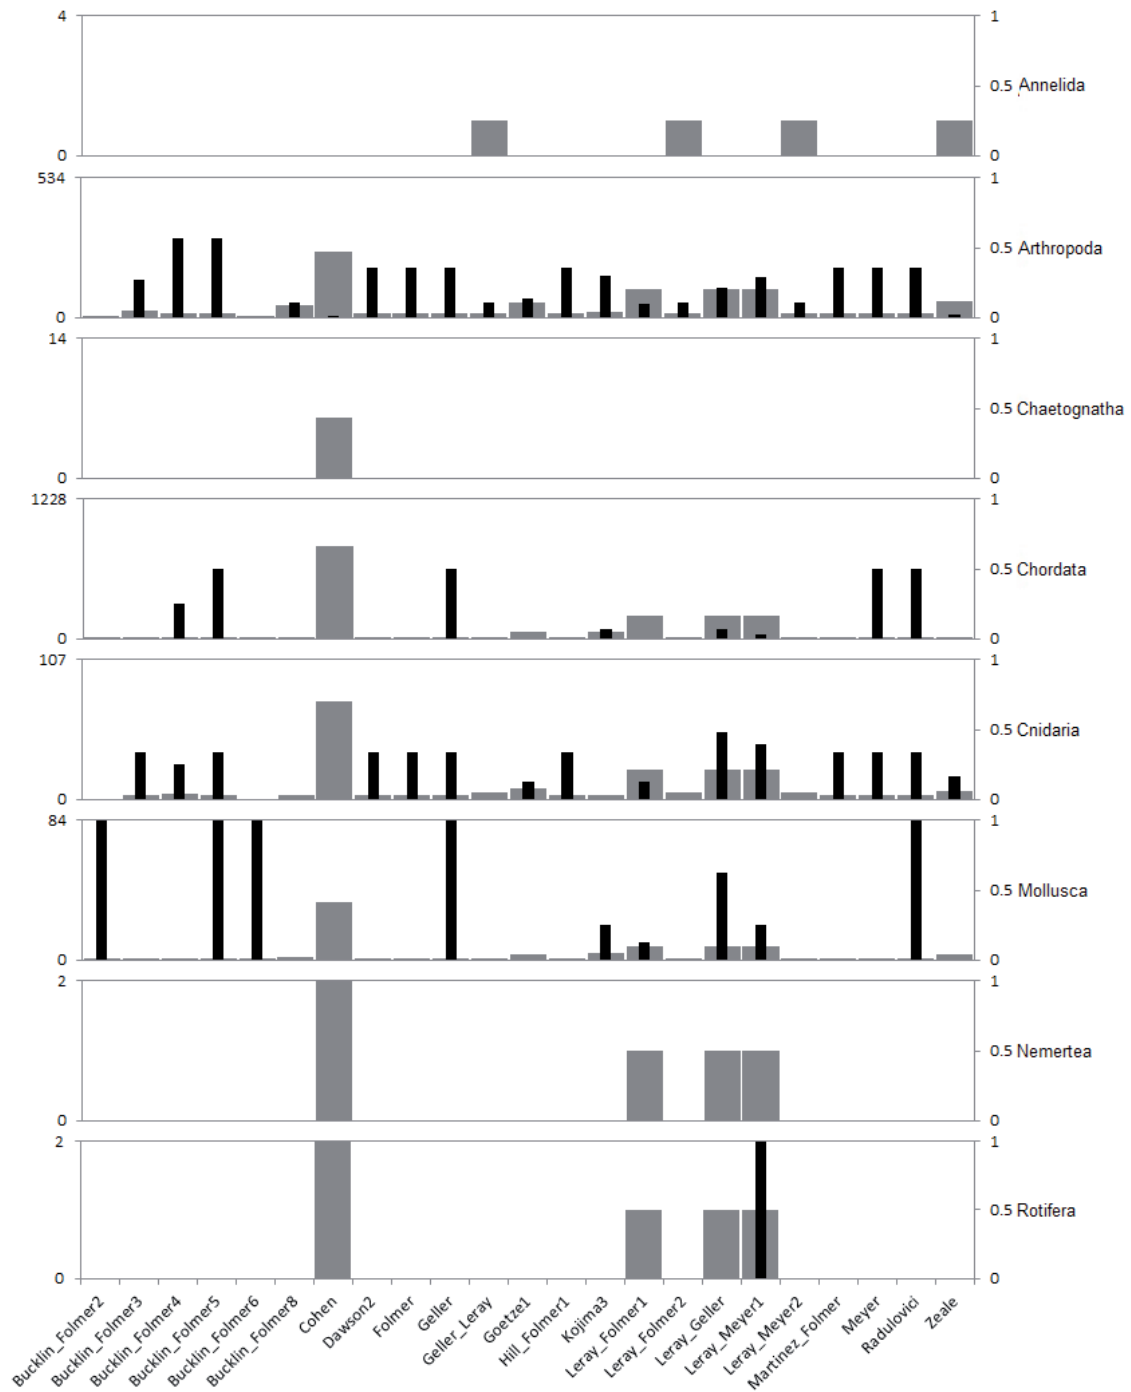 4 1
0.5 Annelida
0 0
534 1
0.5 Arthropoda
0 0
14 1
0.5 Chaetognatha
0 0
1228 1
0.5 Chordata
0 0
107 1
0.5 Cnidaria
0 0
84 1
0.5 Mollusca
0 0
2 1
0.5 Nemertea
0 0
2 1
0.5 Rotifera
0 0
Bucklin_Folmer2
Bucklin_Folmer3
Bucklin_Folmer4
Bucklin_Folmer5
Bucklin_Folmer6
Bucklin_Folmer8
Cohen
Dawson2
Folmer
Geller
Geller_Leray
Goetze1
Hill_Folmer1
Kojima3
Leray_Folmer1
Leray_Folmer2
Leray_Geller
Leray_Meyer1
Leray_Meyer2
Martinez_Folmer
Meyer
Radulovici
Zeale